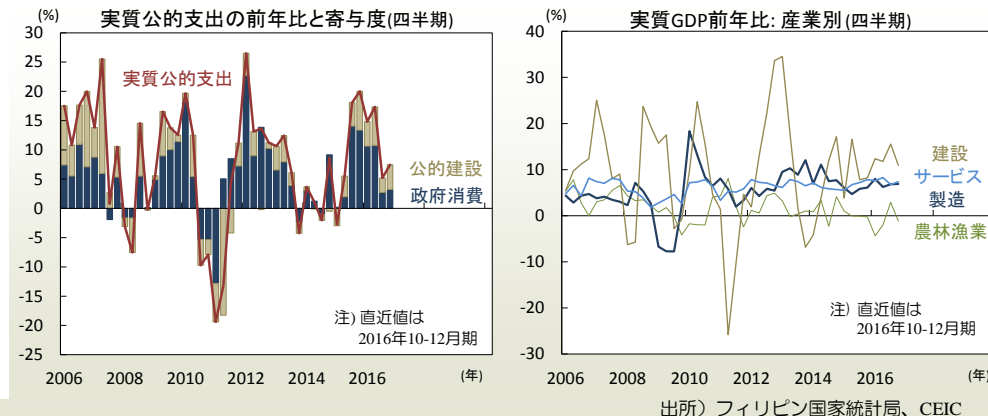 実質公的支出の前年比と寄与度(四半期)
(%)
30
25
20
15
10
5
0
-5
-10
-15
-20
-25
実質公的支出
公的建設
政府消費
注) 直近値は
2016年10-12月期
2006 2008 2010 2012 2014 2016 (年)
実質GDP前年比: 産業別(四半期)
(%)
40
30
20
10
0
-10
-20
-30
建設
サービス
製造
農林漁業
注) 直近値は
2016年10-12月期
2006 2008 2010 2012 2014 2016 (年)
出所）フィリピン国家統計局、CEIC